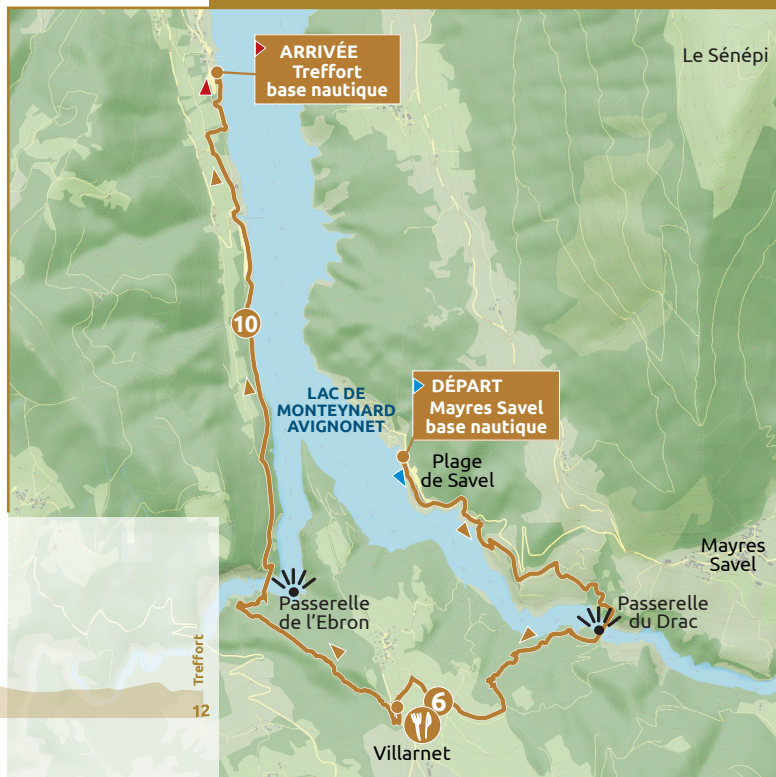 ARRIVÉE
Treffort
base nautique
Le Sénépi
10
LAC DE
MONTEYNARD
AVIGNONET
DÉPART
Mayres Savel
base nautique
Plage
de Savel
Mayres
Savel
Passerelle
de l'Ebron
Passerelle
du Drac
Treffort
12
6
Villarnet